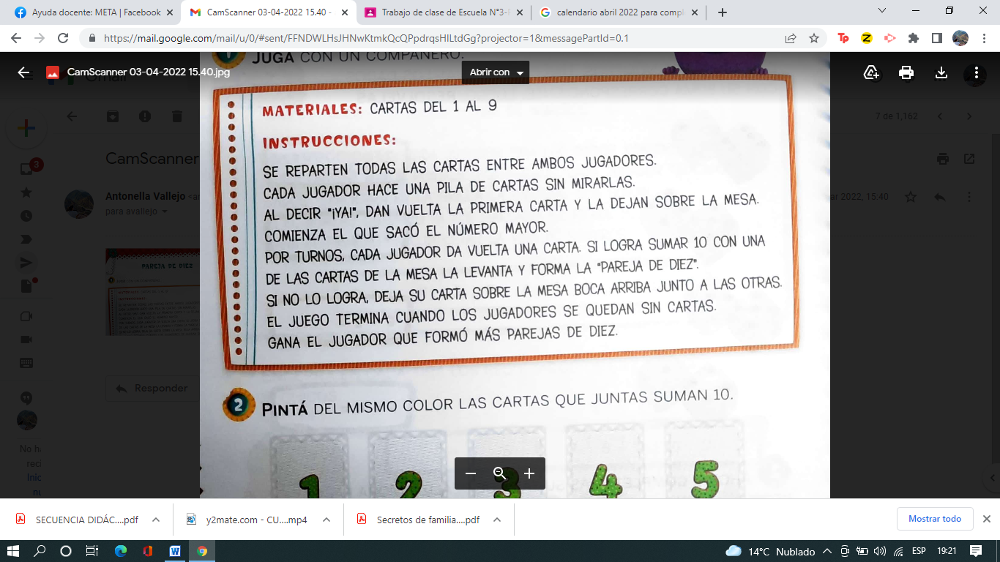 Ayuda docente: META | Facebook
CamScanner 03-04-2022 15.40 -
Trabajo de clase de Escuela N°3-
calendario abril 2022 para compl
https://mail.google.com/mail/u/0/#sent/FFNDWLHsJHNwKtmkQcQPpdrqsHlLtdGg?projector=1&messagePartId=0.1
CamScanner 03-04-2022 15.40.jpg
Abrir con
1 JUGÁ CON UN COMPAÑERO.
MATERIALES: CARTAS DEL 1 AL 9
INSTRUCCIONES:
SE REPARTEN TODAS LAS CARTAS ENTRE AMBOS JUGADORES.
CADA JUGADOR HACE UNA PILA DE CARTAS SIN MIRARLAS.
AL DECIR "¡YA!", DAN VUELTA LA PRIMERA CARTA Y LA DEJAN SOBRE LA MESA.
COMIENZA EL QUE SACÓ EL NÚMERO MAYOR.
POR TURNOS, CADA JUGADOR DA VUELTA UNA CARTA. SI LOGRA SUMAR 10 CON UNA
DE LAS CARTAS DE LA MESA LA LEVANTA Y FORMA LA "PAREJA DE DIEZ".
SI NO LO LOGRA, DEJA SU CARTA SOBRE LA MESA BOCA ARRIBA JUNTO A LAS OTRAS.
EL JUEGO TERMINA CUANDO LOS JUGADORES SE QUEDAN SIN CARTAS.
GANA EL JUGADOR QUE FORMÓ MÁS PAREJAS DE DIEZ.
2 PINTÁ DEL MISMO COLOR LAS CARTAS QUE JUNTAS SUMAN 10.
1 2 3 4 5
7 de 1,162
CamScanner
3
Antonella Vallejo
mar 2022, 15:40
para avallejo
PAREJA DE DIEZ
Responder
No ha
reci
Inic
nu
SECUENCIA DIDÁC....pdf
y2mate.com - CU....mp4
Secretos de familia....pdf
Mostrar todo
14°C Nublado
ESP
19:21